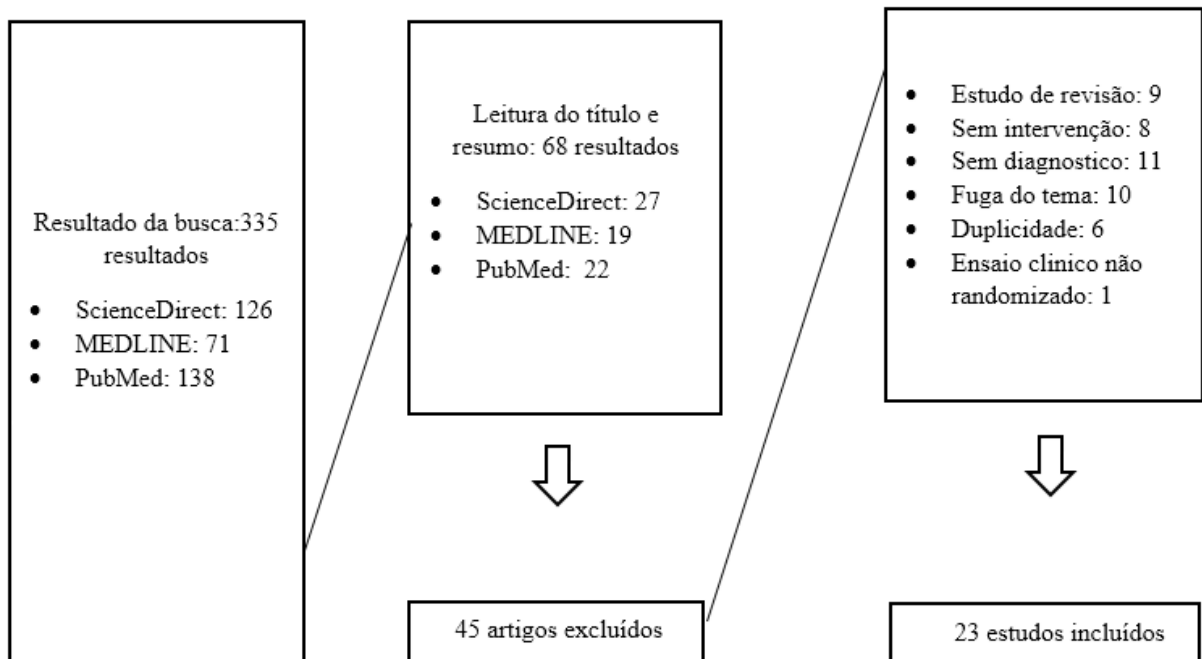 Resultado da busca:335
resultados
• ScienceDirect: 126
• MEDLINE: 71
• PubMed: 138
Leitura do título e
resumo: 68 resultados
• ScienceDirect: 27
• MEDLINE: 19
• PubMed: 22
45 artigos excluídos
• Estudo de revisão: 9
• Sem intervenção: 8
• Sem diagnostico: 11
• Fuga do tema: 10
• Duplicidade: 6
• Ensaio clinico não
randomizado: 1
23 estudos incluídos